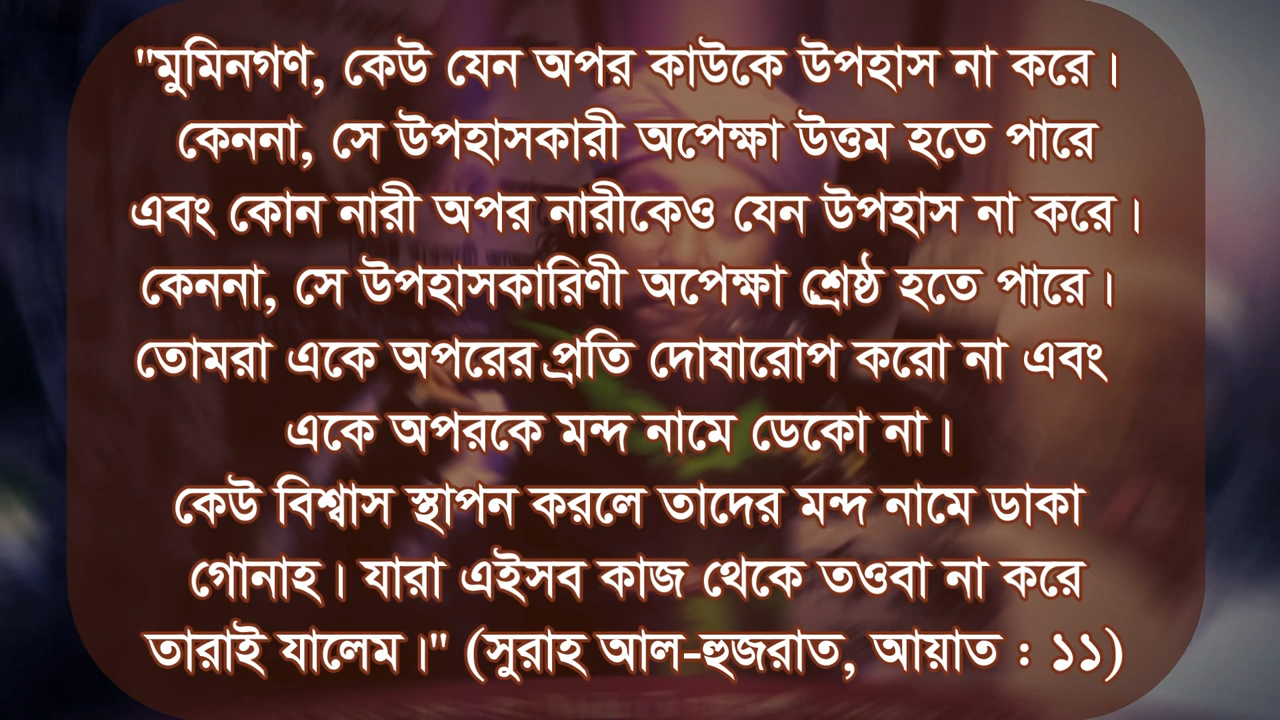 "মুমিনগণ, কেউ যেন অপর কাউকে উপহাস না করে।
কেননা, সে উপহাসকারী অপেক্ষা উত্তম হতে পারে
এবং কোন নারী অপর নারীকেও যেন উপহাস না করে।
কেননা, সে উপহাসকারিণী অপেক্ষা শ্রেষ্ঠ হতে পারে।
তোমরা একে অপরের প্রতি দোষারোপ করো না এবং
একে অপরকে মন্দ নামে ডেকো না।
কেউ বিশ্বাস স্থাপন করলে তাদের মন্দ নামে ডাকা
গোনাহ। যারা এইসব কাজ থেকে তওবা না করে
তারাই যালেম।" (সুরাহ আল-হুজরাত, আয়াত : ১১)